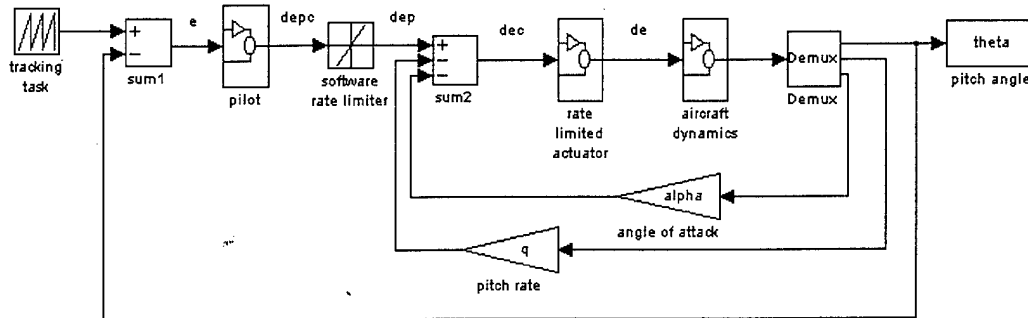 e
depc
dep
dec
de
+
−
tracking
task
sum1
pilot
software
rate limiter
+
−
−
sum2
rate
limited
actuator
aircraft
dynamics
Demux
Demux
theta
pitch angle
alpha
angle of attack
q
pitch rate